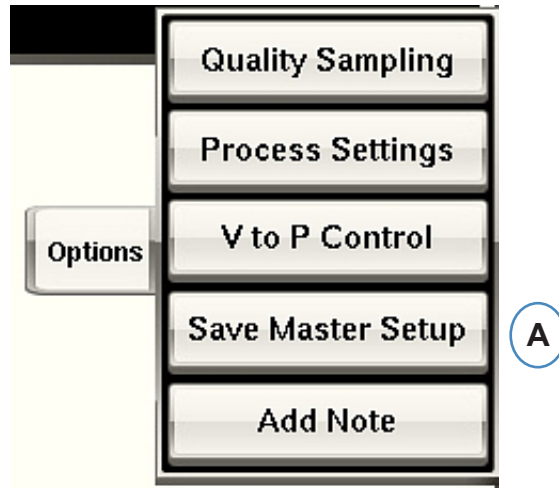 Quality Sampling
Process Settings
Options
V to P Control
Save Master Setup
A
Add Note